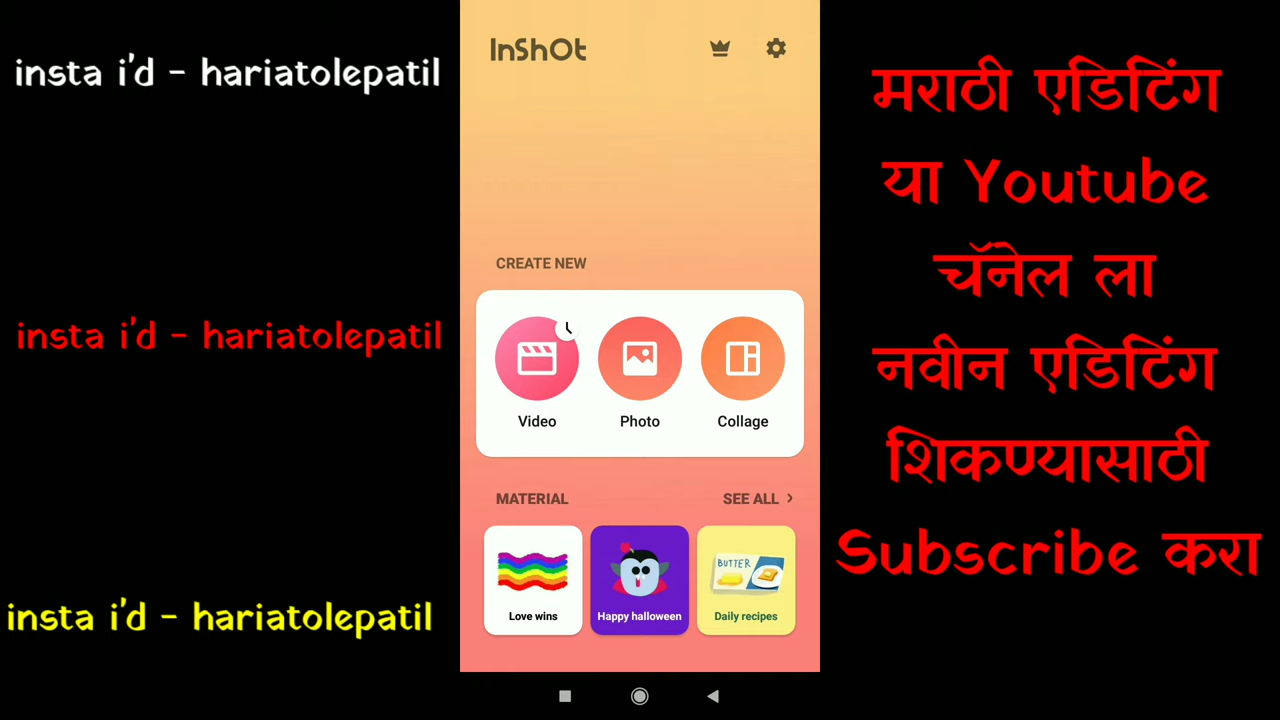 insta i'd - hariatolepatil
insta i'd - hariatolepatil
insta i'd - hariatolepatil
InShOt
CREATE NEW
Video
Photo
Collage
MATERIAL
SEE ALL >
BUTTER
Love wins
Happy halloween
Daily recipes
मराठी एडिटिंग
या Youtube
चॅनेल ला
नवीन एडिटिंग
शिकण्यासाठी
Subscribe करा